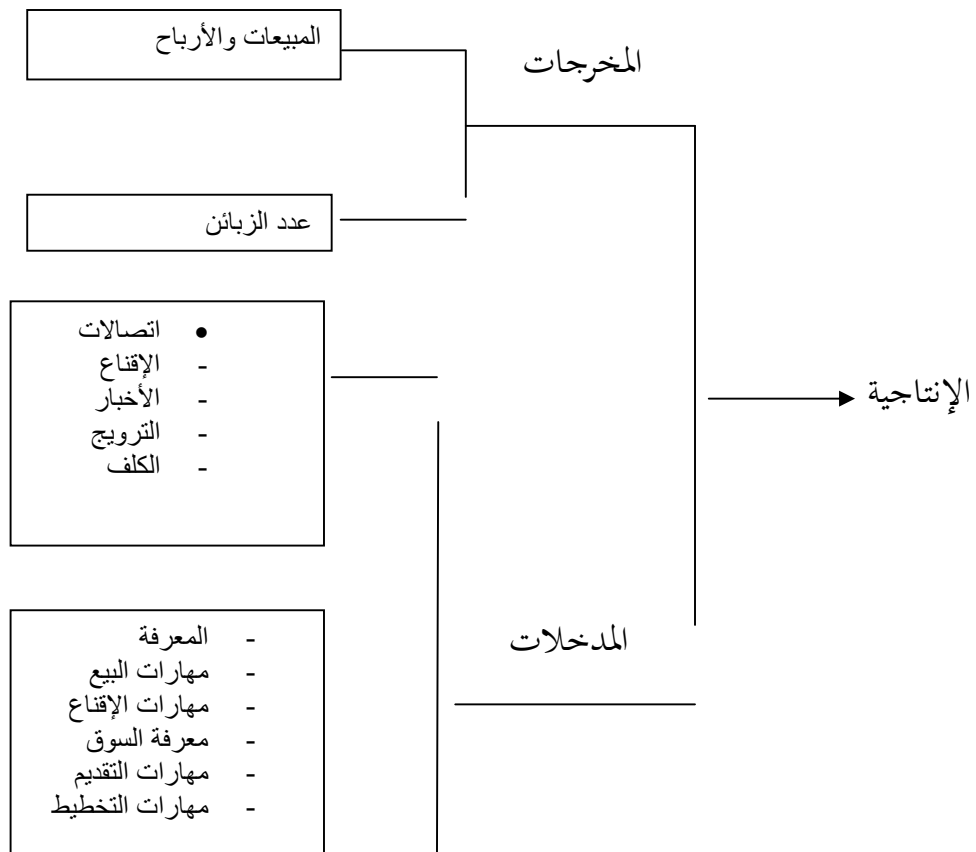 المبيعات والأرباح
المخرجات
عدد الزبائن
• اتصالات
- الإقناع
- الأخبار
- الترويج
- الكلف
الإنتاجية
المدخلات
- المعرفة
- مهارات البيع
- مهارات الإقناع
- معرفة السوق
- مهارات التقديم
- مهارات التخطيط